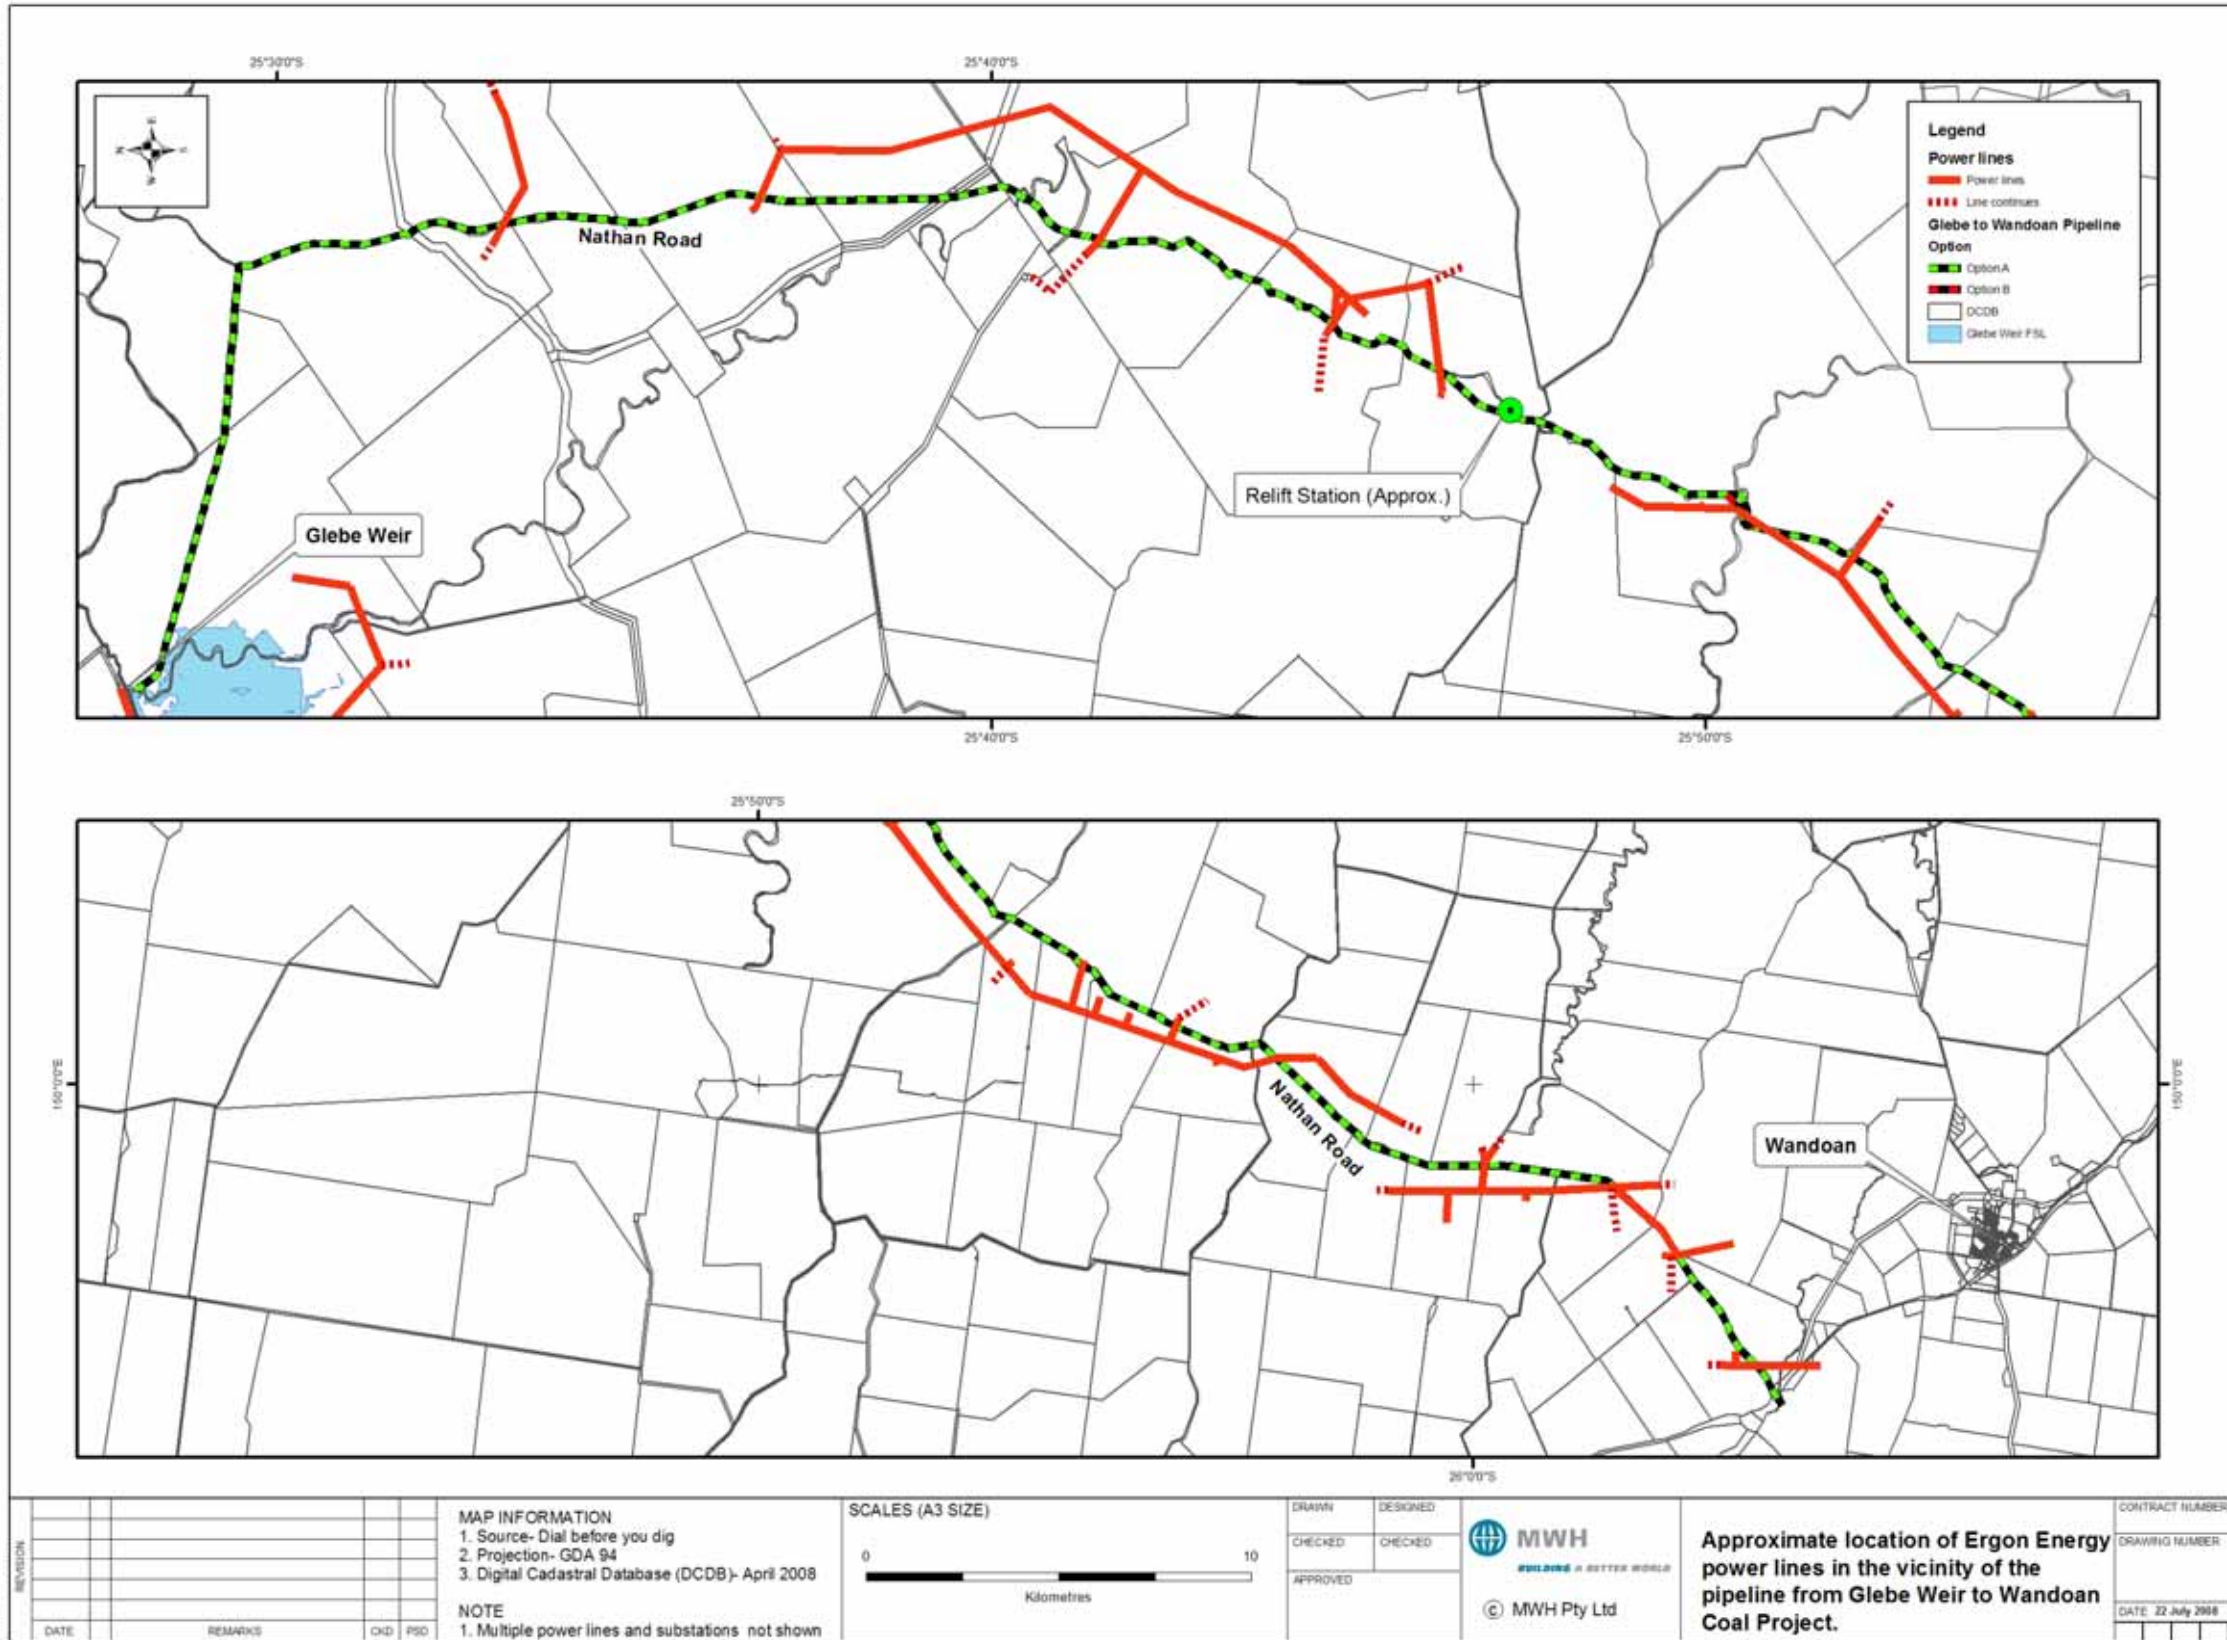 25°30'0"S
25°40'0"S
Legend
Power lines
Power lines
Line continues
Glebe to Wandoan Pipeline
Option
Option A
Option B
DCDB
Glebe Weir FSL
Nathan Road
Relift Station (Approx.)
Glebe Weir
25°40'0"S
25°50'0"S
25°50'0"S
150°0'0"E
150°0'0"E
Nathan Road
Wandoan
26°0'0"S
REVISION
DATE
REMARKS
CKD
PSD
MAP INFORMATION
1. Source- Dial before you dig
2. Projection- GDA 94
3. Digital Cadastral Database (DCDB)- April 2008
NOTE
1. Multiple power lines and substations not shown
SCALES (A3 SIZE)
0
10
Kilometres
DRAWN
DESIGNED
CHECKED
CHECKED
APPROVED
MWH
BUILDING A BETTER WORLD
© MWH Pty Ltd
Approximate location of Ergon Energy
power lines in the vicinity of the
pipeline from Glebe Weir to Wandoan
Coal Project.
CONTRACT NUMBER
DRAWING NUMBER
DATE 22 July 2008